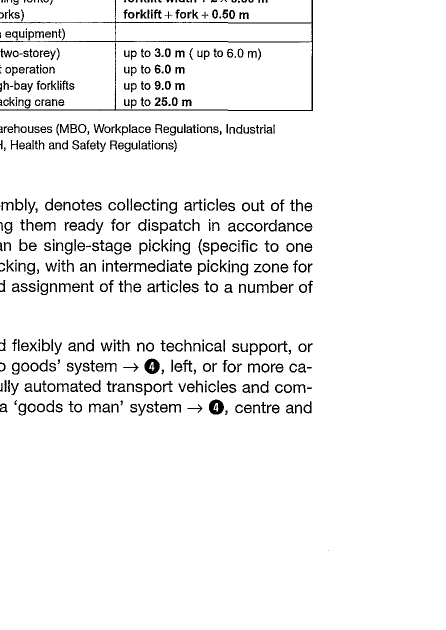 orks) forklift + fork + 0.50 m
equipment)
two-storey) up to 3.0 m ( up to 6.0 m)
t operation up to 6.0 m
gh-bay forklifts up to 9.0 m
acking crane up to 25.0 m
arehouses (MBO, Workplace Regulations, Industrial
H, Health and Safety Regulations)
embly, denotes collecting articles out of the
ng them ready for dispatch in accordance
an be single-stage picking (specific to one
cking, with an intermediate picking zone for
d assignment of the articles to a number of
d flexibly and with no technical support, or
o goods’ system → ❹, left, or for more ca-
ully automated transport vehicles and com-
a ‘goods to man’ system → ❹, centre and